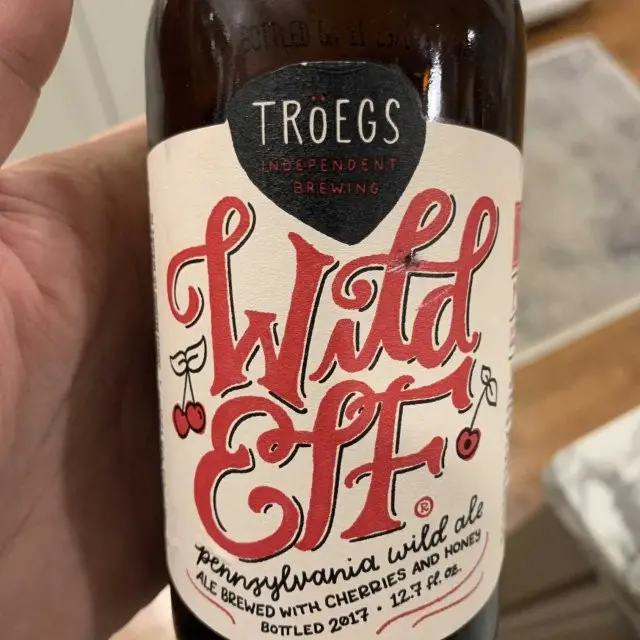 BOTTLED
TRöEGS
INDEPENDENT
BREWING
Wild
Elf®
pennsylvania wild ale
ALE BREWED WITH CHERRIES AND HONEY
BOTTLED 2017 • 12.7 fl. oz.